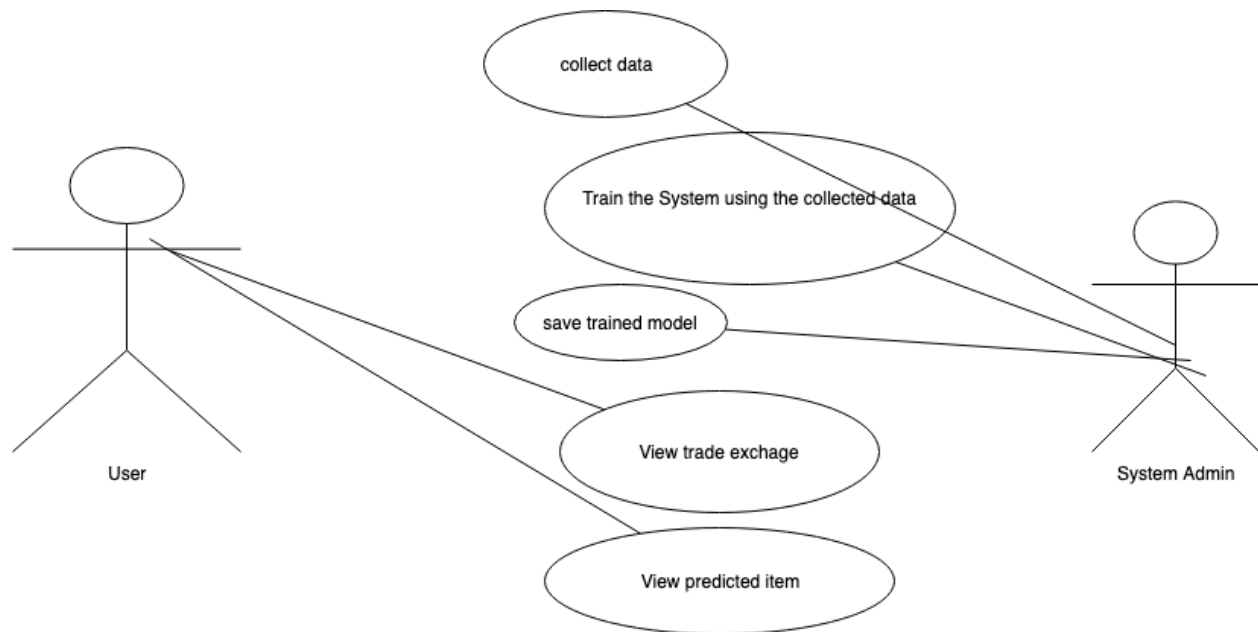 collect data
Train the System using the collected data
save trained model
View trade exchage
User
System Admin
View predicted item